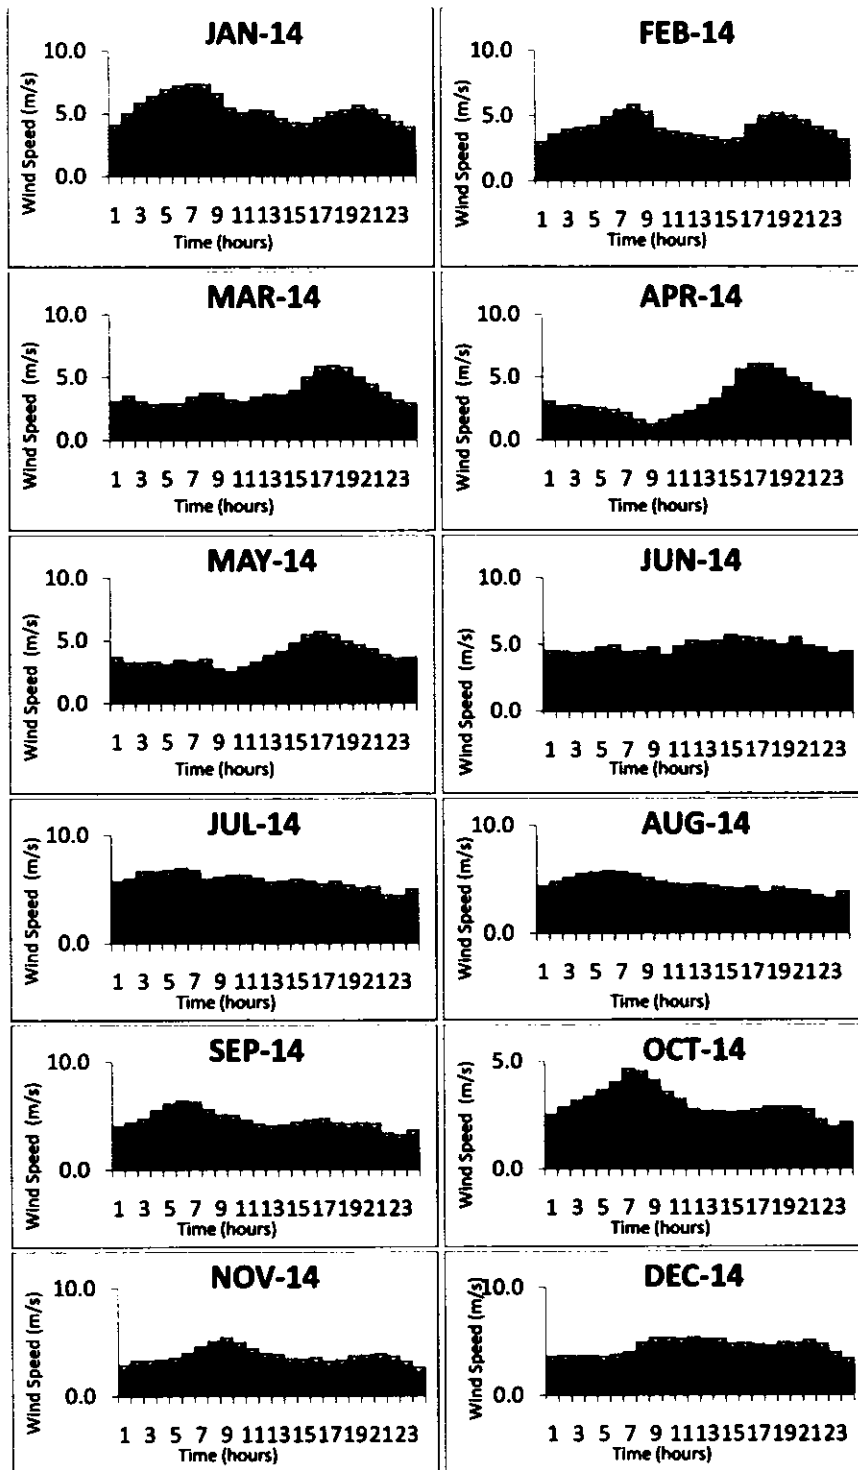 JAN-14
10.0
5.0
0.0
Wind Speed (m/s)
1 3 5 7 9 11131517192123
Time (hours)
FEB-14
10.0
5.0
0.0
Wind Speed (m/s)
1 3 5 7 9 11131517192123
Time (hours)
MAR-14
10.0
5.0
0.0
Wind Speed (m/s)
1 3 5 7 9 11131517192123
Time (hours)
APR-14
10.0
5.0
0.0
Wind Speed (m/s)
1 3 5 7 9 11131517192123
Time (hours)
MAY-14
10.0
5.0
0.0
Wind Speed (m/s)
1 3 5 7 9 11131517192123
Time (hours)
JUN-14
10.0
5.0
0.0
Wind Speed (m/s)
1 3 5 7 9 11131517192123
Time (hours)
JUL-14
10.0
0.0
Wind Speed (m/s)
1 3 5 7 9 11131517192123
Time (hours)
AUG-14
10.0
0.0
Wind Speed (m/s)
1 3 5 7 9 11131517192123
Time (hours)
SEP-14
10.0
0.0
Wind Speed (m/s)
1 3 5 7 9 11131517192123
Time (hours)
OCT-14
5.0
0.0
Wind Speed (m/s)
1 3 5 7 9 11131517192123
Time (hours)
NOV-14
10.0
0.0
Wind Speed (m/s)
1 3 5 7 9 11131517192123
Time (hours)
DEC-14
10.0
0.0
Wind Speed (m/s)
1 3 5 7 9 11131517192123
Time (hours)